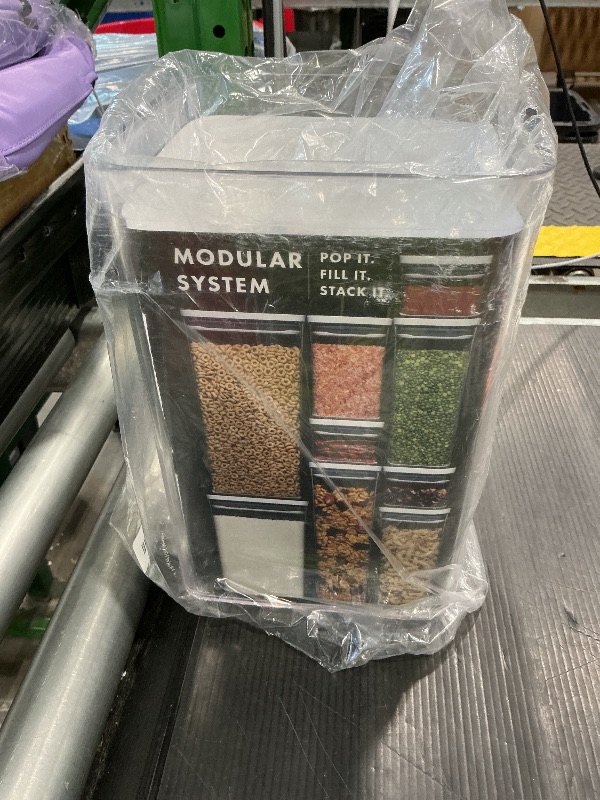 MODULAR
SYSTEM
POP IT.
FILL IT.
STACK IT.